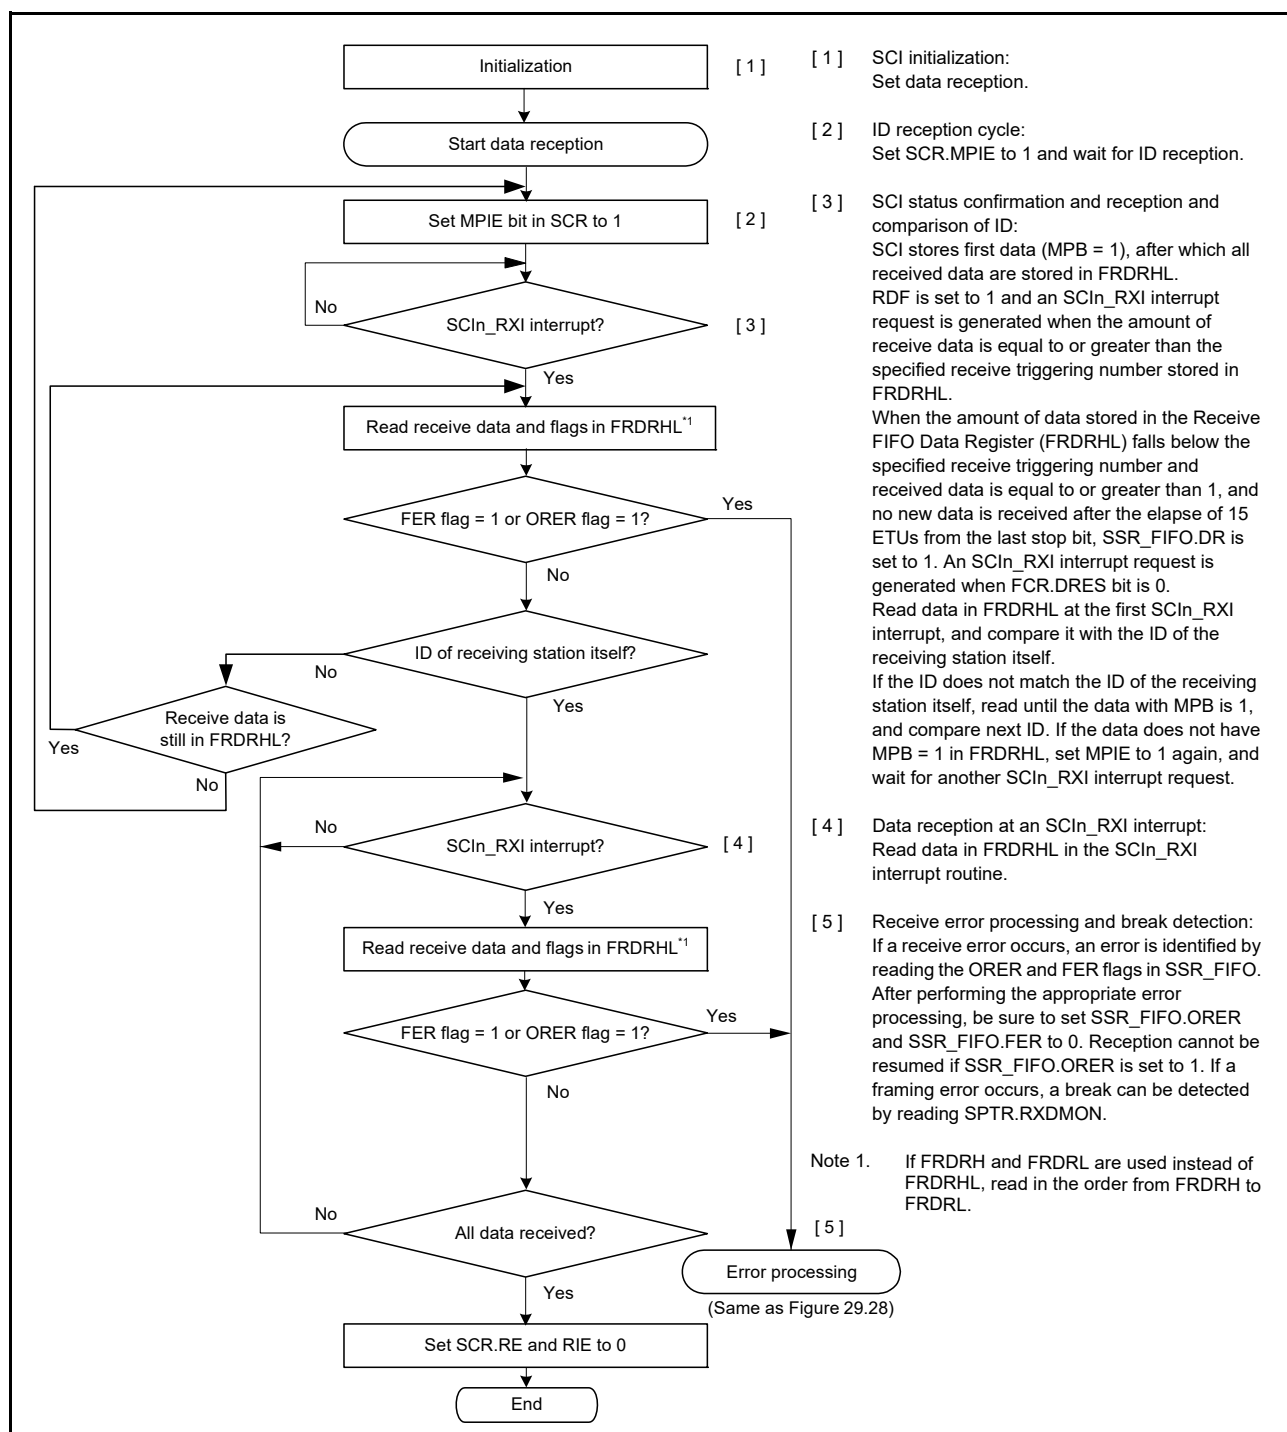 Initialization
[ 1 ]
Start data reception
Set MPIE bit in SCR to 1
[ 2 ]
No
SCIn_RXI interrupt?
[ 3 ]
Yes
Read receive data and flags in FRDRHL*1
FER flag = 1 or ORER flag = 1?
Yes
No
ID of receiving station itself?
No
Yes
Receive data is
still in FRDRHL?
Yes
No
No
SCIn_RXI interrupt?
[ 4 ]
Yes
Read receive data and flags in FRDRHL*1
FER flag = 1 or ORER flag = 1?
Yes
No
No
All data received?
Yes
[ 5 ]
Error processing
(Same as Figure 29.28)
Set SCR.RE and RIE to 0
End
[ 1 ] SCI initialization:
Set data reception.
[ 2 ] ID reception cycle:
Set SCR.MPIE to 1 and wait for ID reception.
[ 3 ] SCI status confirmation and reception and
comparison of ID:
SCI stores first data (MPB = 1), after which all
received data are stored in FRDRHL.
RDF is set to 1 and an SCIn_RXI interrupt
request is generated when the amount of
receive data is equal to or greater than the
specified receive triggering number stored in
FRDRHL.
When the amount of data stored in the Receive
FIFO Data Register (FRDRHL) falls below the
specified receive triggering number and
received data is equal to or greater than 1, and
no new data is received after the elapse of 15
ETUs from the last stop bit, SSR_FIFO.DR is
set to 1. An SCIn_RXI interrupt request is
generated when FCR.DRES bit is 0.
Read data in FRDRHL at the first SCIn_RXI
interrupt, and compare it with the ID of the
receiving station itself.
If the ID does not match the ID of the receiving
station itself, read until the data with MPB is 1,
and compare next ID. If the data does not have
MPB = 1 in FRDRHL, set MPIE to 1 again, and
wait for another SCIn_RXI interrupt request.
[ 4 ] Data reception at an SCIn_RXI interrupt:
Read data in FRDRHL in the SCIn_RXI
interrupt routine.
[ 5 ] Receive error processing and break detection:
If a receive error occurs, an error is identified by
reading the ORER and FER flags in SSR_FIFO.
After performing the appropriate error
processing, be sure to set SSR_FIFO.ORER
and SSR_FIFO.FER to 0. Reception cannot be
resumed if SSR_FIFO.ORER is set to 1. If a
framing error occurs, a break can be detected
by reading SPTR.RXDMON.
Note 1. If FRDRH and FRDRL are used instead of
FRDRHL, read in the order from FRDRH to
FRDRL.